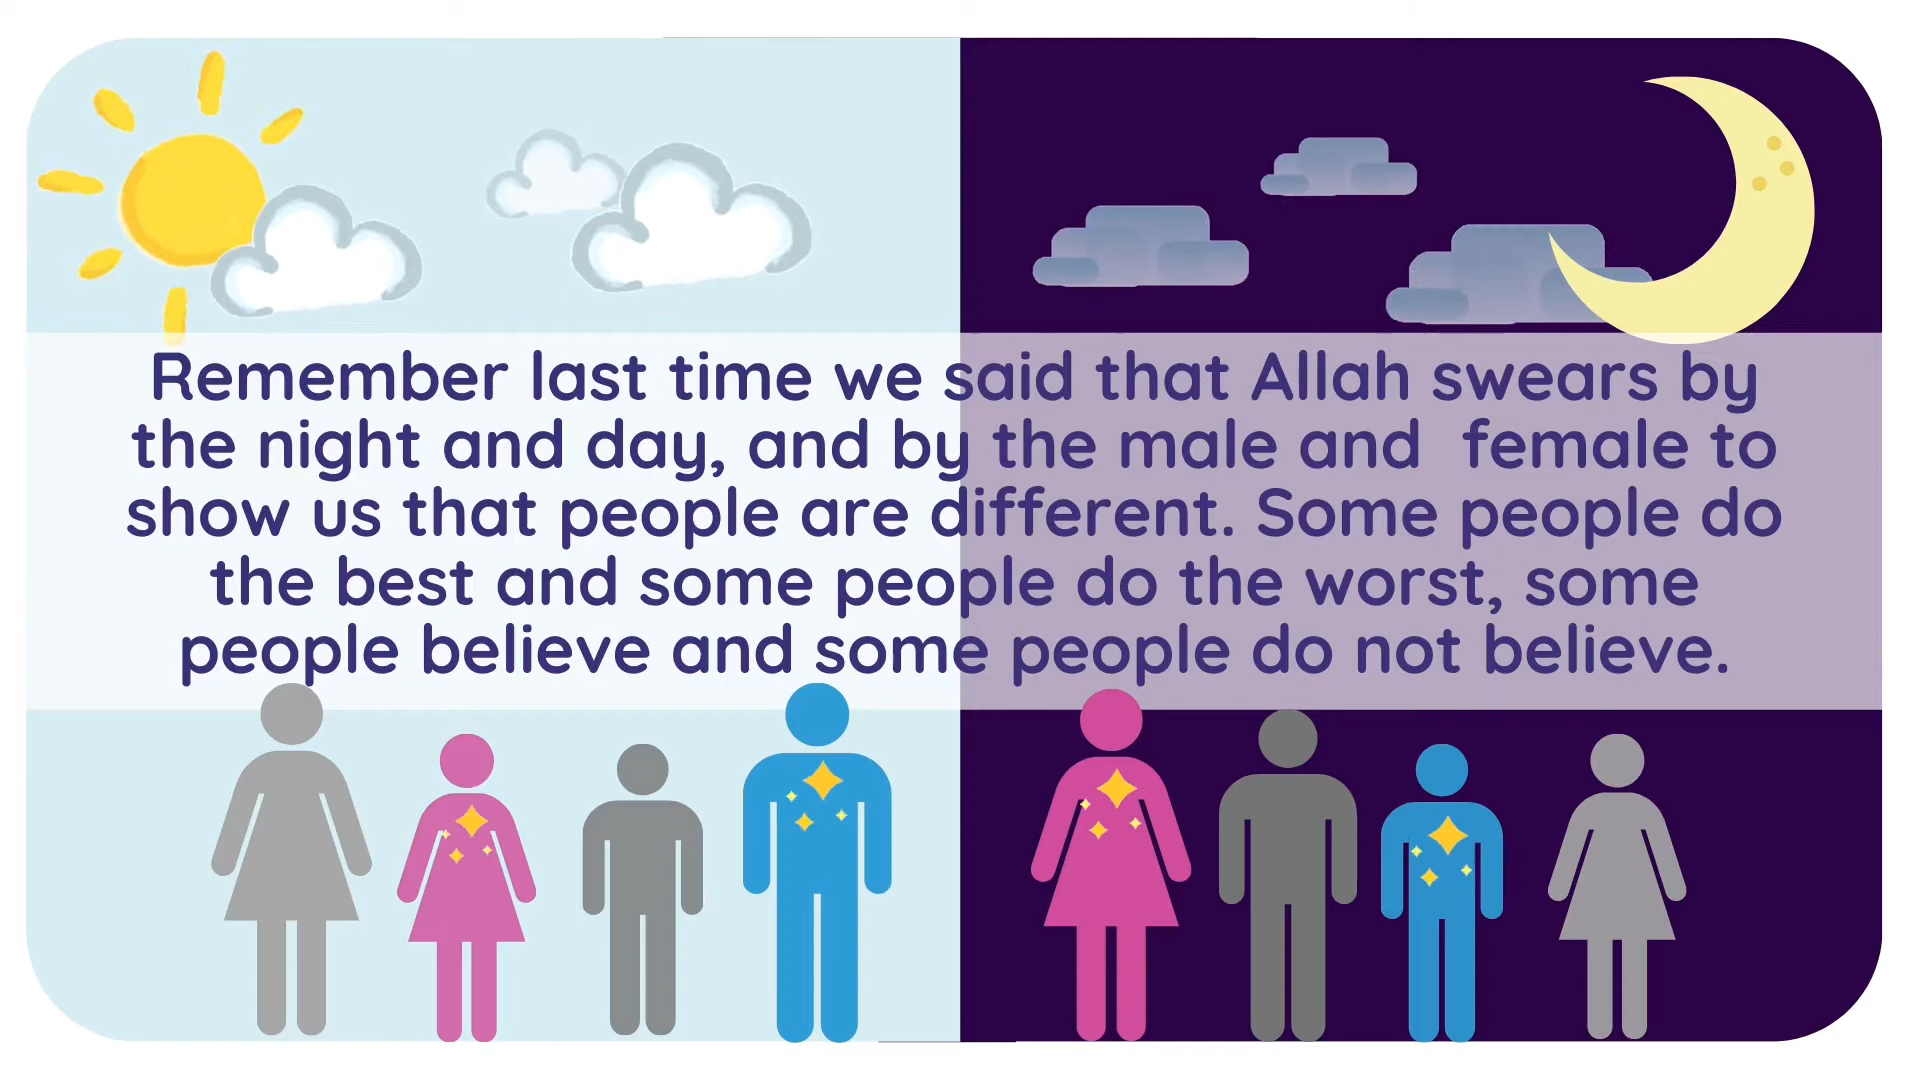 Remember last time we said that Allah swears by
the night and day, and by the male and  female to
show us that people are different. Some people do
the best and some people do the worst, some
people believe and some people do not believe.